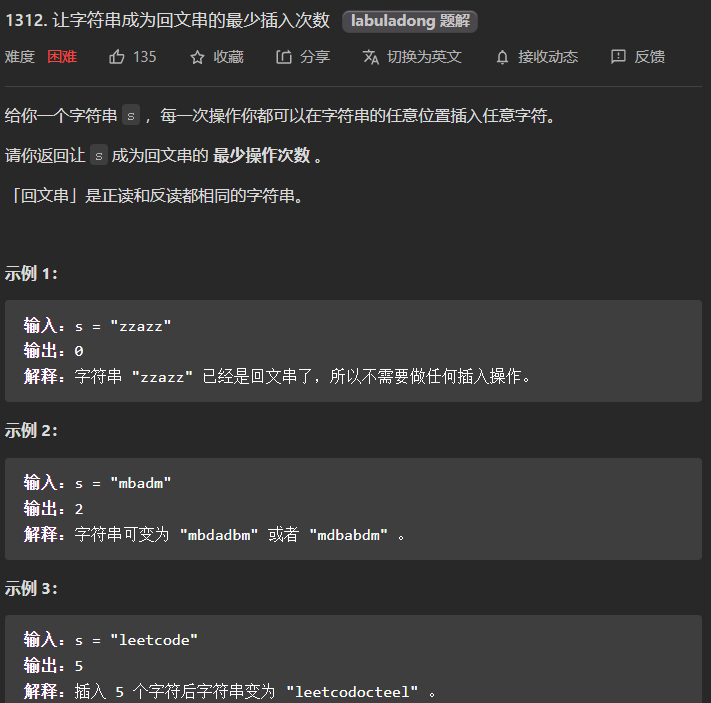 1312. 让字符串成为回文串的最少插入次数 labuladong 题解
难度 困难 135 收藏 分享 切换为英文 接收动态 反馈
给你一个字符串 s ，每一次操作你都可以在字符串的任意位置插入任意字符。
请你返回让 s 成为回文串的 最少操作次数 。
「回文串」是正读和反读都相同的字符串。
示例 1：
输入：s = "zzazz"
输出：0
解释：字符串 "zzazz" 已经是回文串了，所以不需要做任何插入操作。
示例 2：
输入：s = "mbadm"
输出：2
解释：字符串可变为 "mbdadbm" 或者 "mdbabdm" 。
示例 3：
输入：s = "leetcode"
输出：5
解释：插入 5 个字符后字符串变为 "leetcodocteel" 。